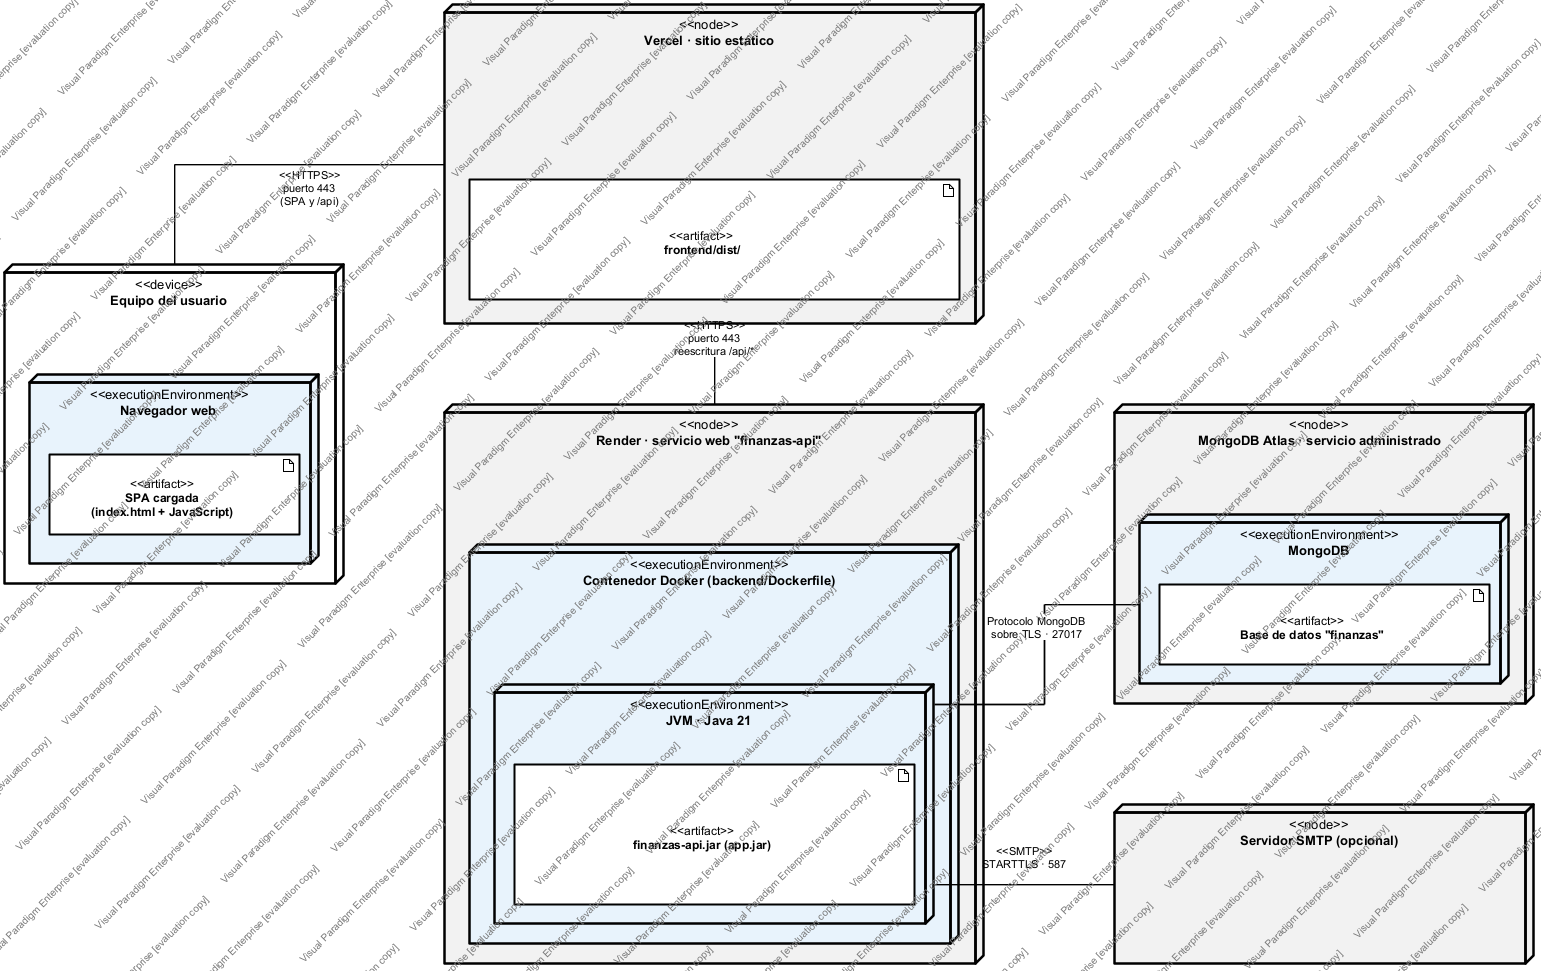 <<node>>
Vercel · sitio estático
<<artifact>>
frontend/dist/
<<HTTPS>>
puerto 443
(SPA y /api)
<<device>>
Equipo del usuario
<<executionEnvironment>>
Navegador web
<<artifact>>
SPA cargada
(index.html + JavaScript)
<<HTTPS>>
puerto 443
reescritura /api/*
<<node>>
Render · servicio web "finanzas-api"
<<executionEnvironment>>
Contenedor Docker (backend/Dockerfile)
<<executionEnvironment>>
JVM · Java 21
<<artifact>>
finanzas-api.jar (app.jar)
Protocolo MongoDB
sobre TLS · 27017
<<node>>
MongoDB Atlas · servicio administrado
<<executionEnvironment>>
MongoDB
<<artifact>>
Base de datos "finanzas"
<<SMTP>>
STARTTLS · 587
<<node>>
Servidor SMTP (opcional)
Visual Paradigm Enterprise [evaluation copy]